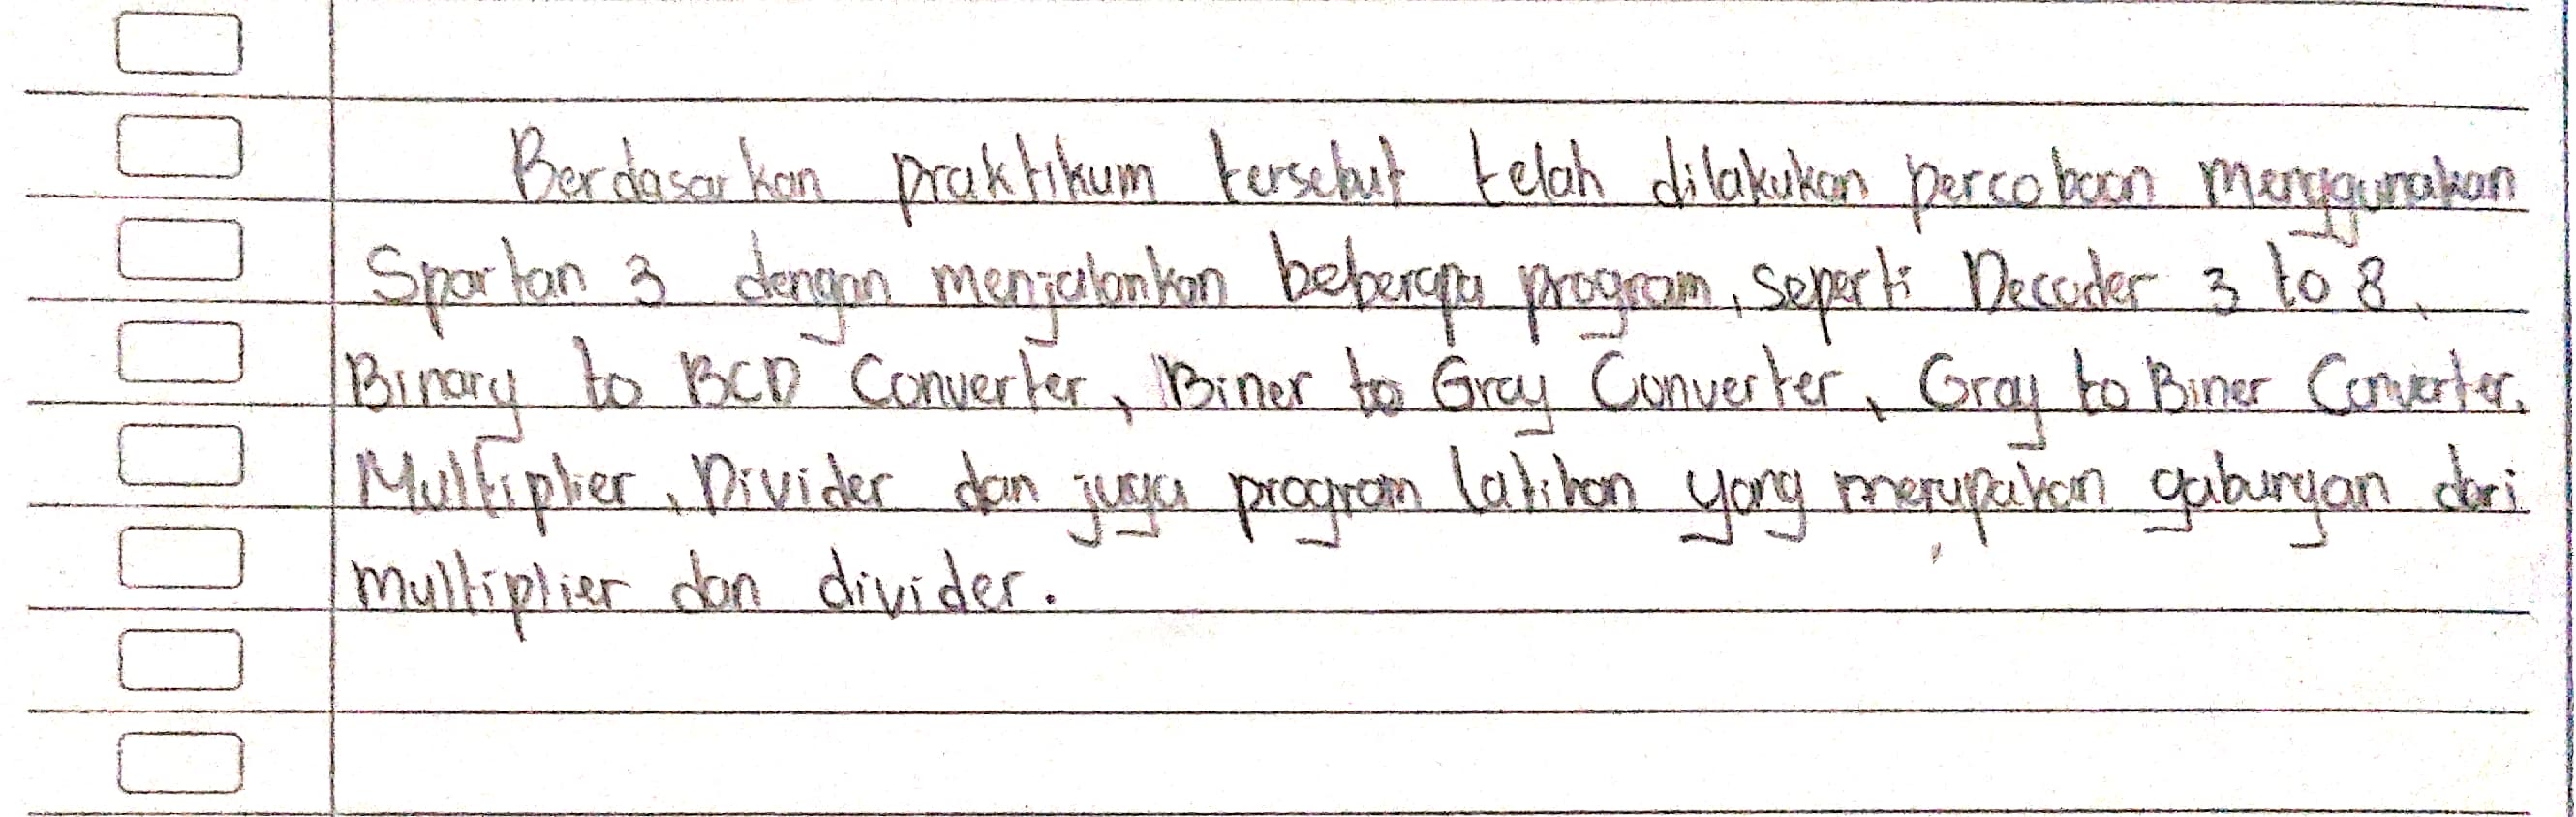 Berdasarkan praktikum tersebut telah dilakukan percobaan menggunakan
Spartan 3 dengan menjalankan beberapa program, seperti Decoder 3 to 8,
Binary to BCD Converter, Biner to Gray Converter, Gray to Biner Converter,
Multiplier, Divider dan juga program latihan yang merupakan gabungan dari
multiplier dan divider.